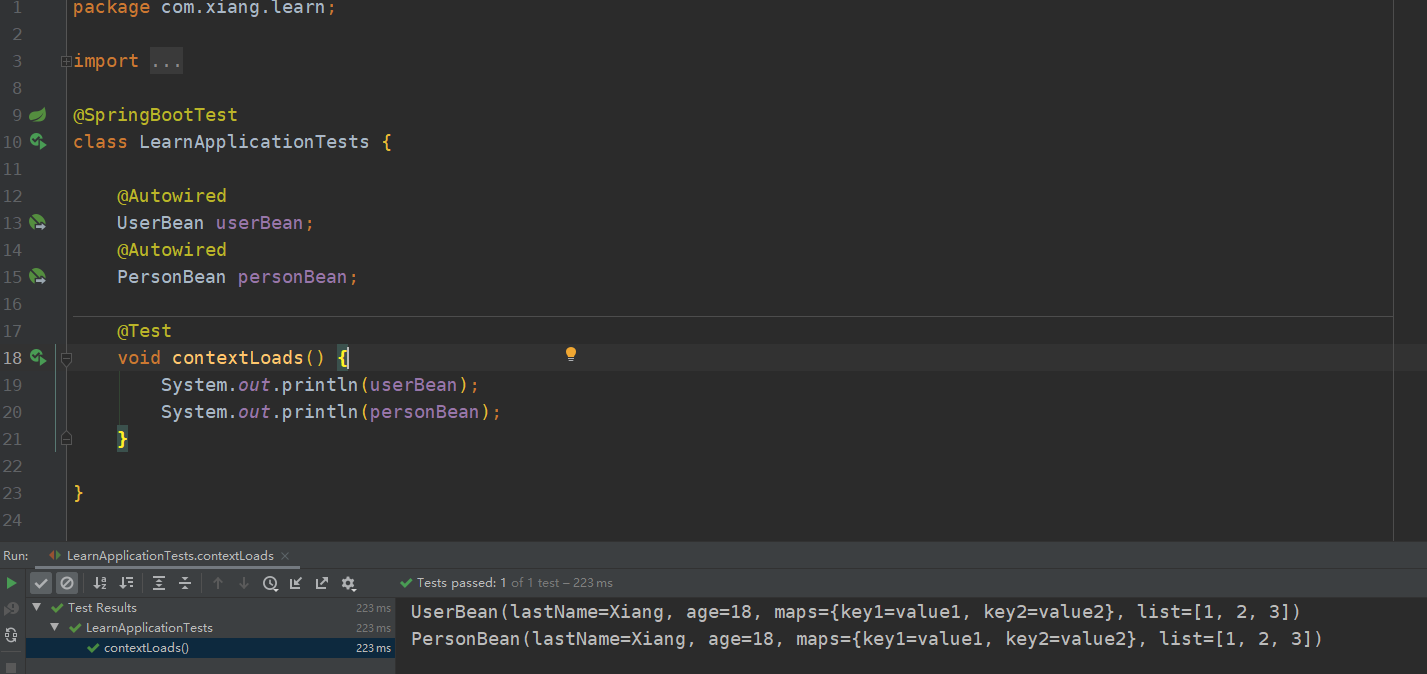 1 package com.xiang.learn;
2
3 import ...
8
9 @SpringBootTest
10 class LearnApplicationTests {
11
12 @Autowired
13 UserBean userBean;
14 @Autowired
15 PersonBean personBean;
16
17 @Test
18 void contextLoads() {
19 System.out.println(userBean);
20 System.out.println(personBean);
21 }
22
23 }
24
Run: LearnApplicationTests.contextLoads
Tests passed: 1 of 1 test – 223 ms
Test Results 223 ms
LearnApplicationTests 223 ms
contextLoads() 223 ms
UserBean(lastName=Xiang, age=18, maps={key1=value1, key2=value2}, list=[1, 2, 3])
PersonBean(lastName=Xiang, age=18, maps={key1=value1, key2=value2}, list=[1, 2, 3])